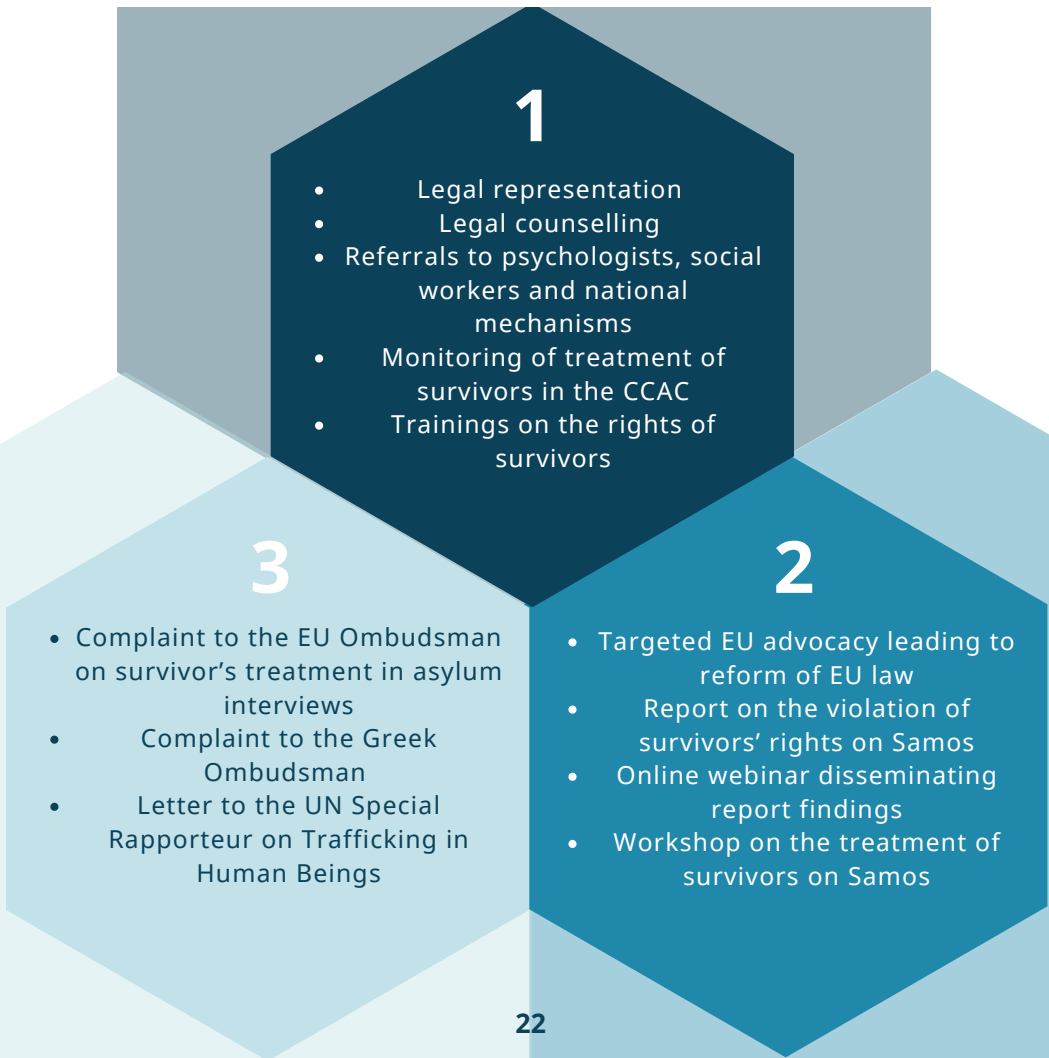 1
• Legal representation
• Legal counselling
• Referrals to psychologists, social
workers and national
mechanisms
• Monitoring of treatment of
survivors in the CCAC
• Trainings on the rights of
survivors
3
• Complaint to the EU Ombudsman
on survivor’s treatment in asylum
interviews
• Complaint to the Greek
Ombudsman
• Letter to the UN Special
Rapporteur on Trafficking in
Human Beings
2
• Targeted EU advocacy leading to
reform of EU law
• Report on the violation of
survivors’ rights on Samos
• Online webinar disseminating
report findings
• Workshop on the treatment of
survivors on Samos
22